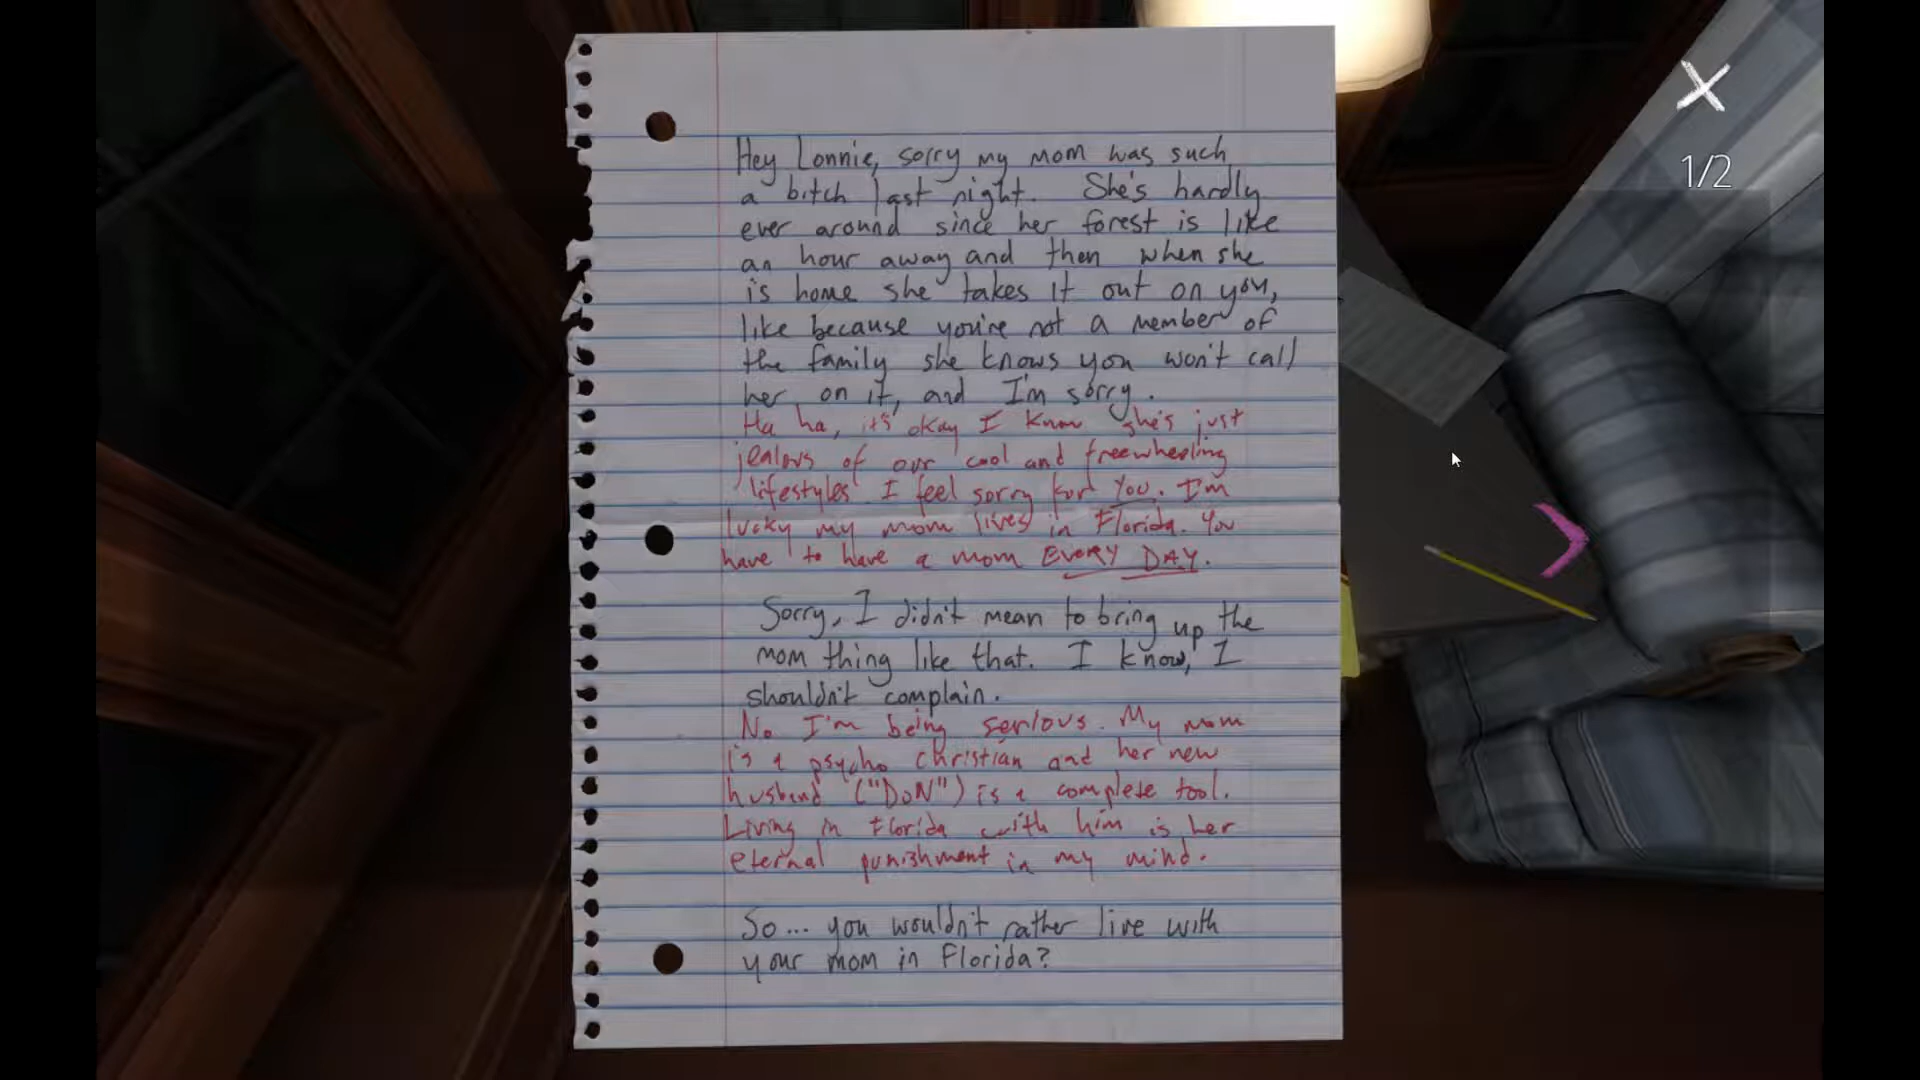 Hey Lonnie, sorry my mom was such
a bitch last night. She's hardly
ever around since her forest is like
an hour away and then when she
is home she takes it out on you,
like because you're not a member of
the family she knows you won't call
her on it, and I'm sorry.
Ha ha, it's okay I know she's just
jealous of our cool and freewheeling
lifestyles. I feel sorry for YOU. I'm
lucky my mom lives in Florida. You
have to have a mom EVERY DAY.
Sorry, I didn't mean to bring up the
mom thing like that. I know, I
shouldn't complain.
No I'm being serious. My mom
is a psycho christian and her new
husband ("DON") is a complete tool.
Living in Florida with him is her
eternal punishment in my mind.
So... you wouldn't rather live with
your mom in Florida?
1/2